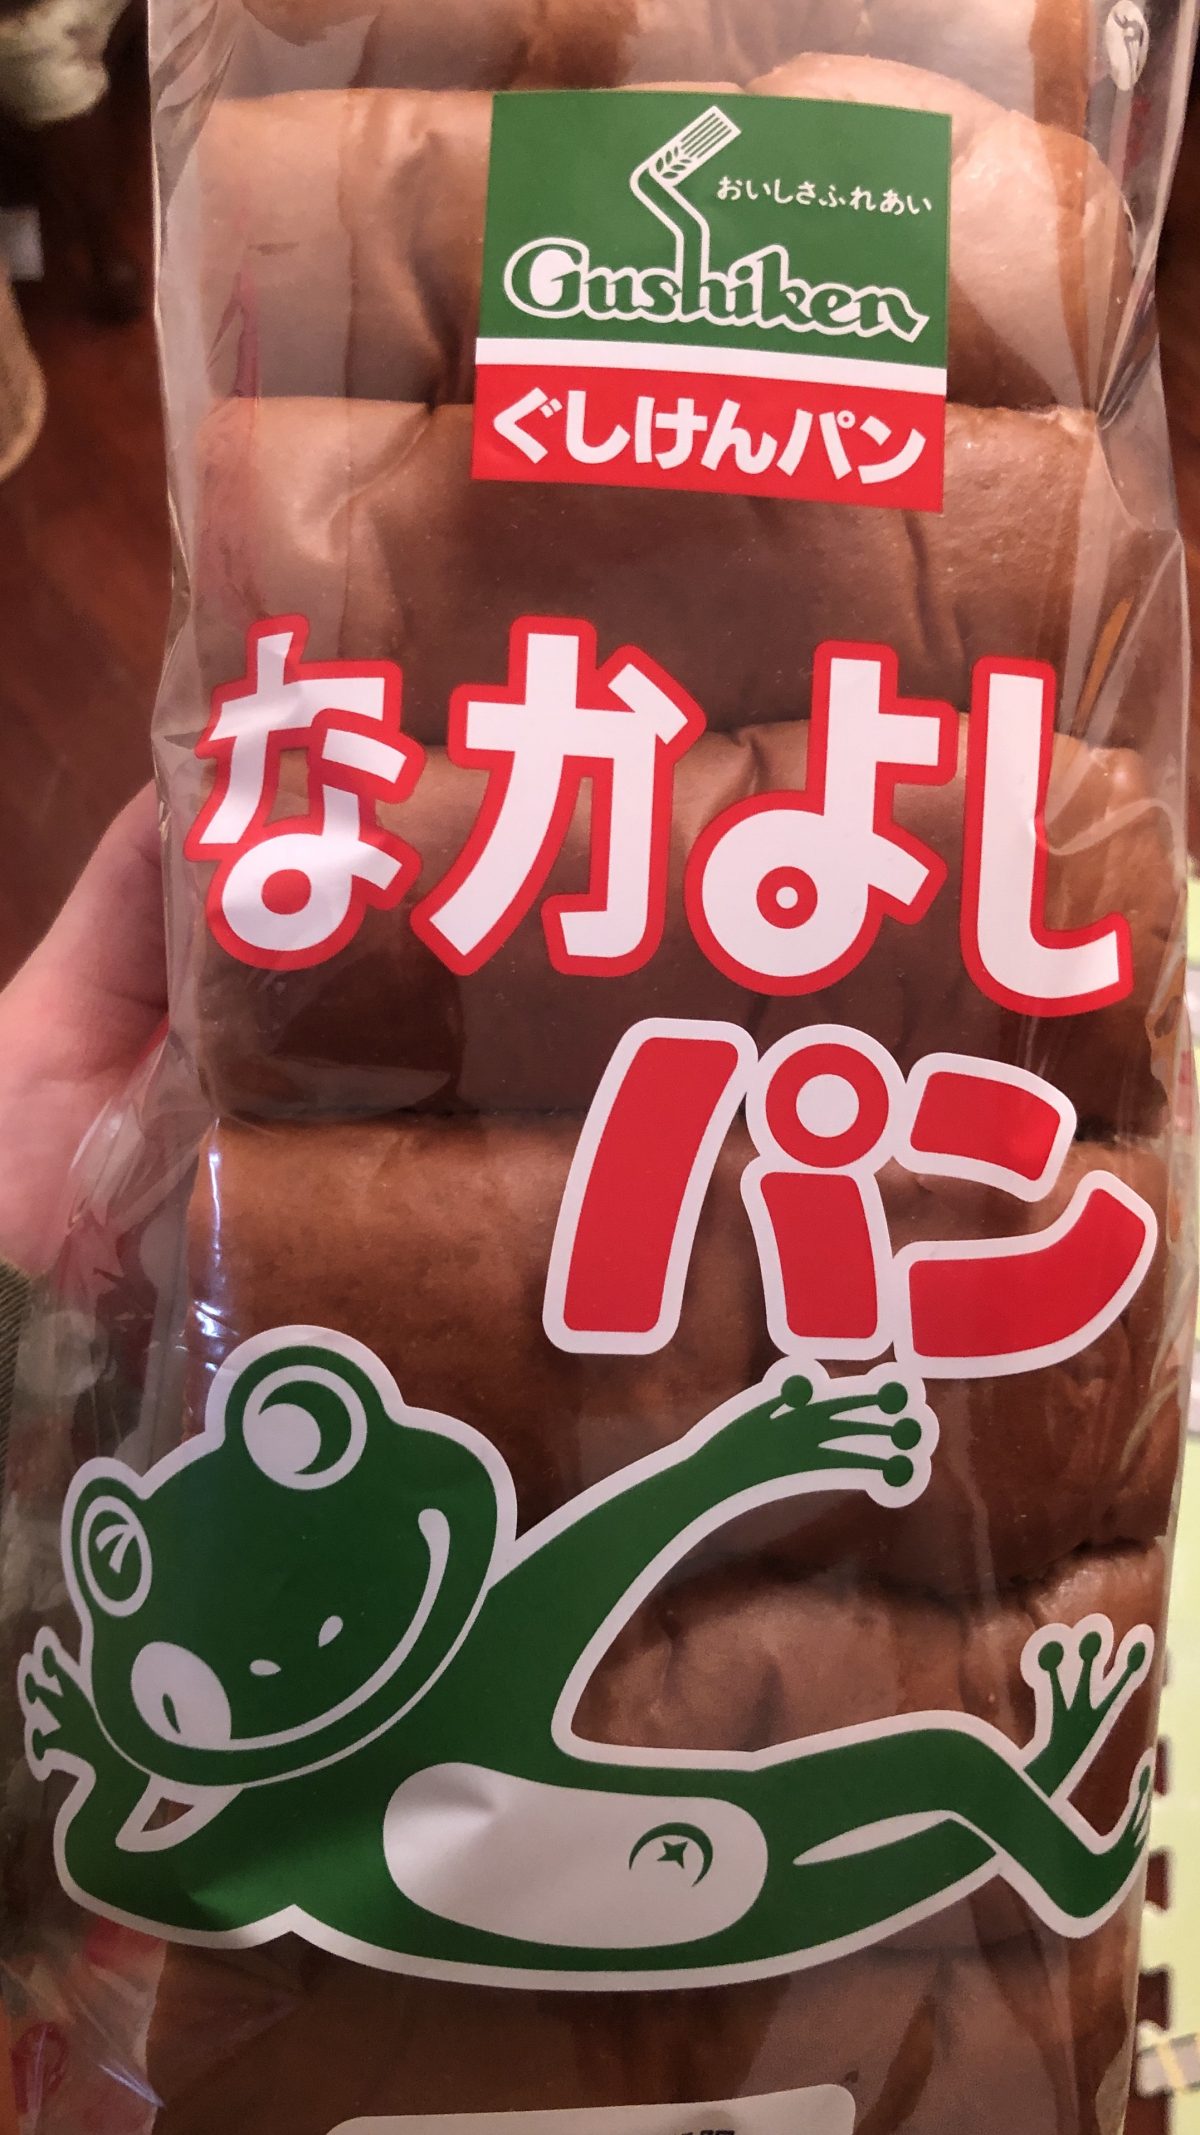 おいしさふれあい
Gushiken
ぐしけんパン
なかよし
パン